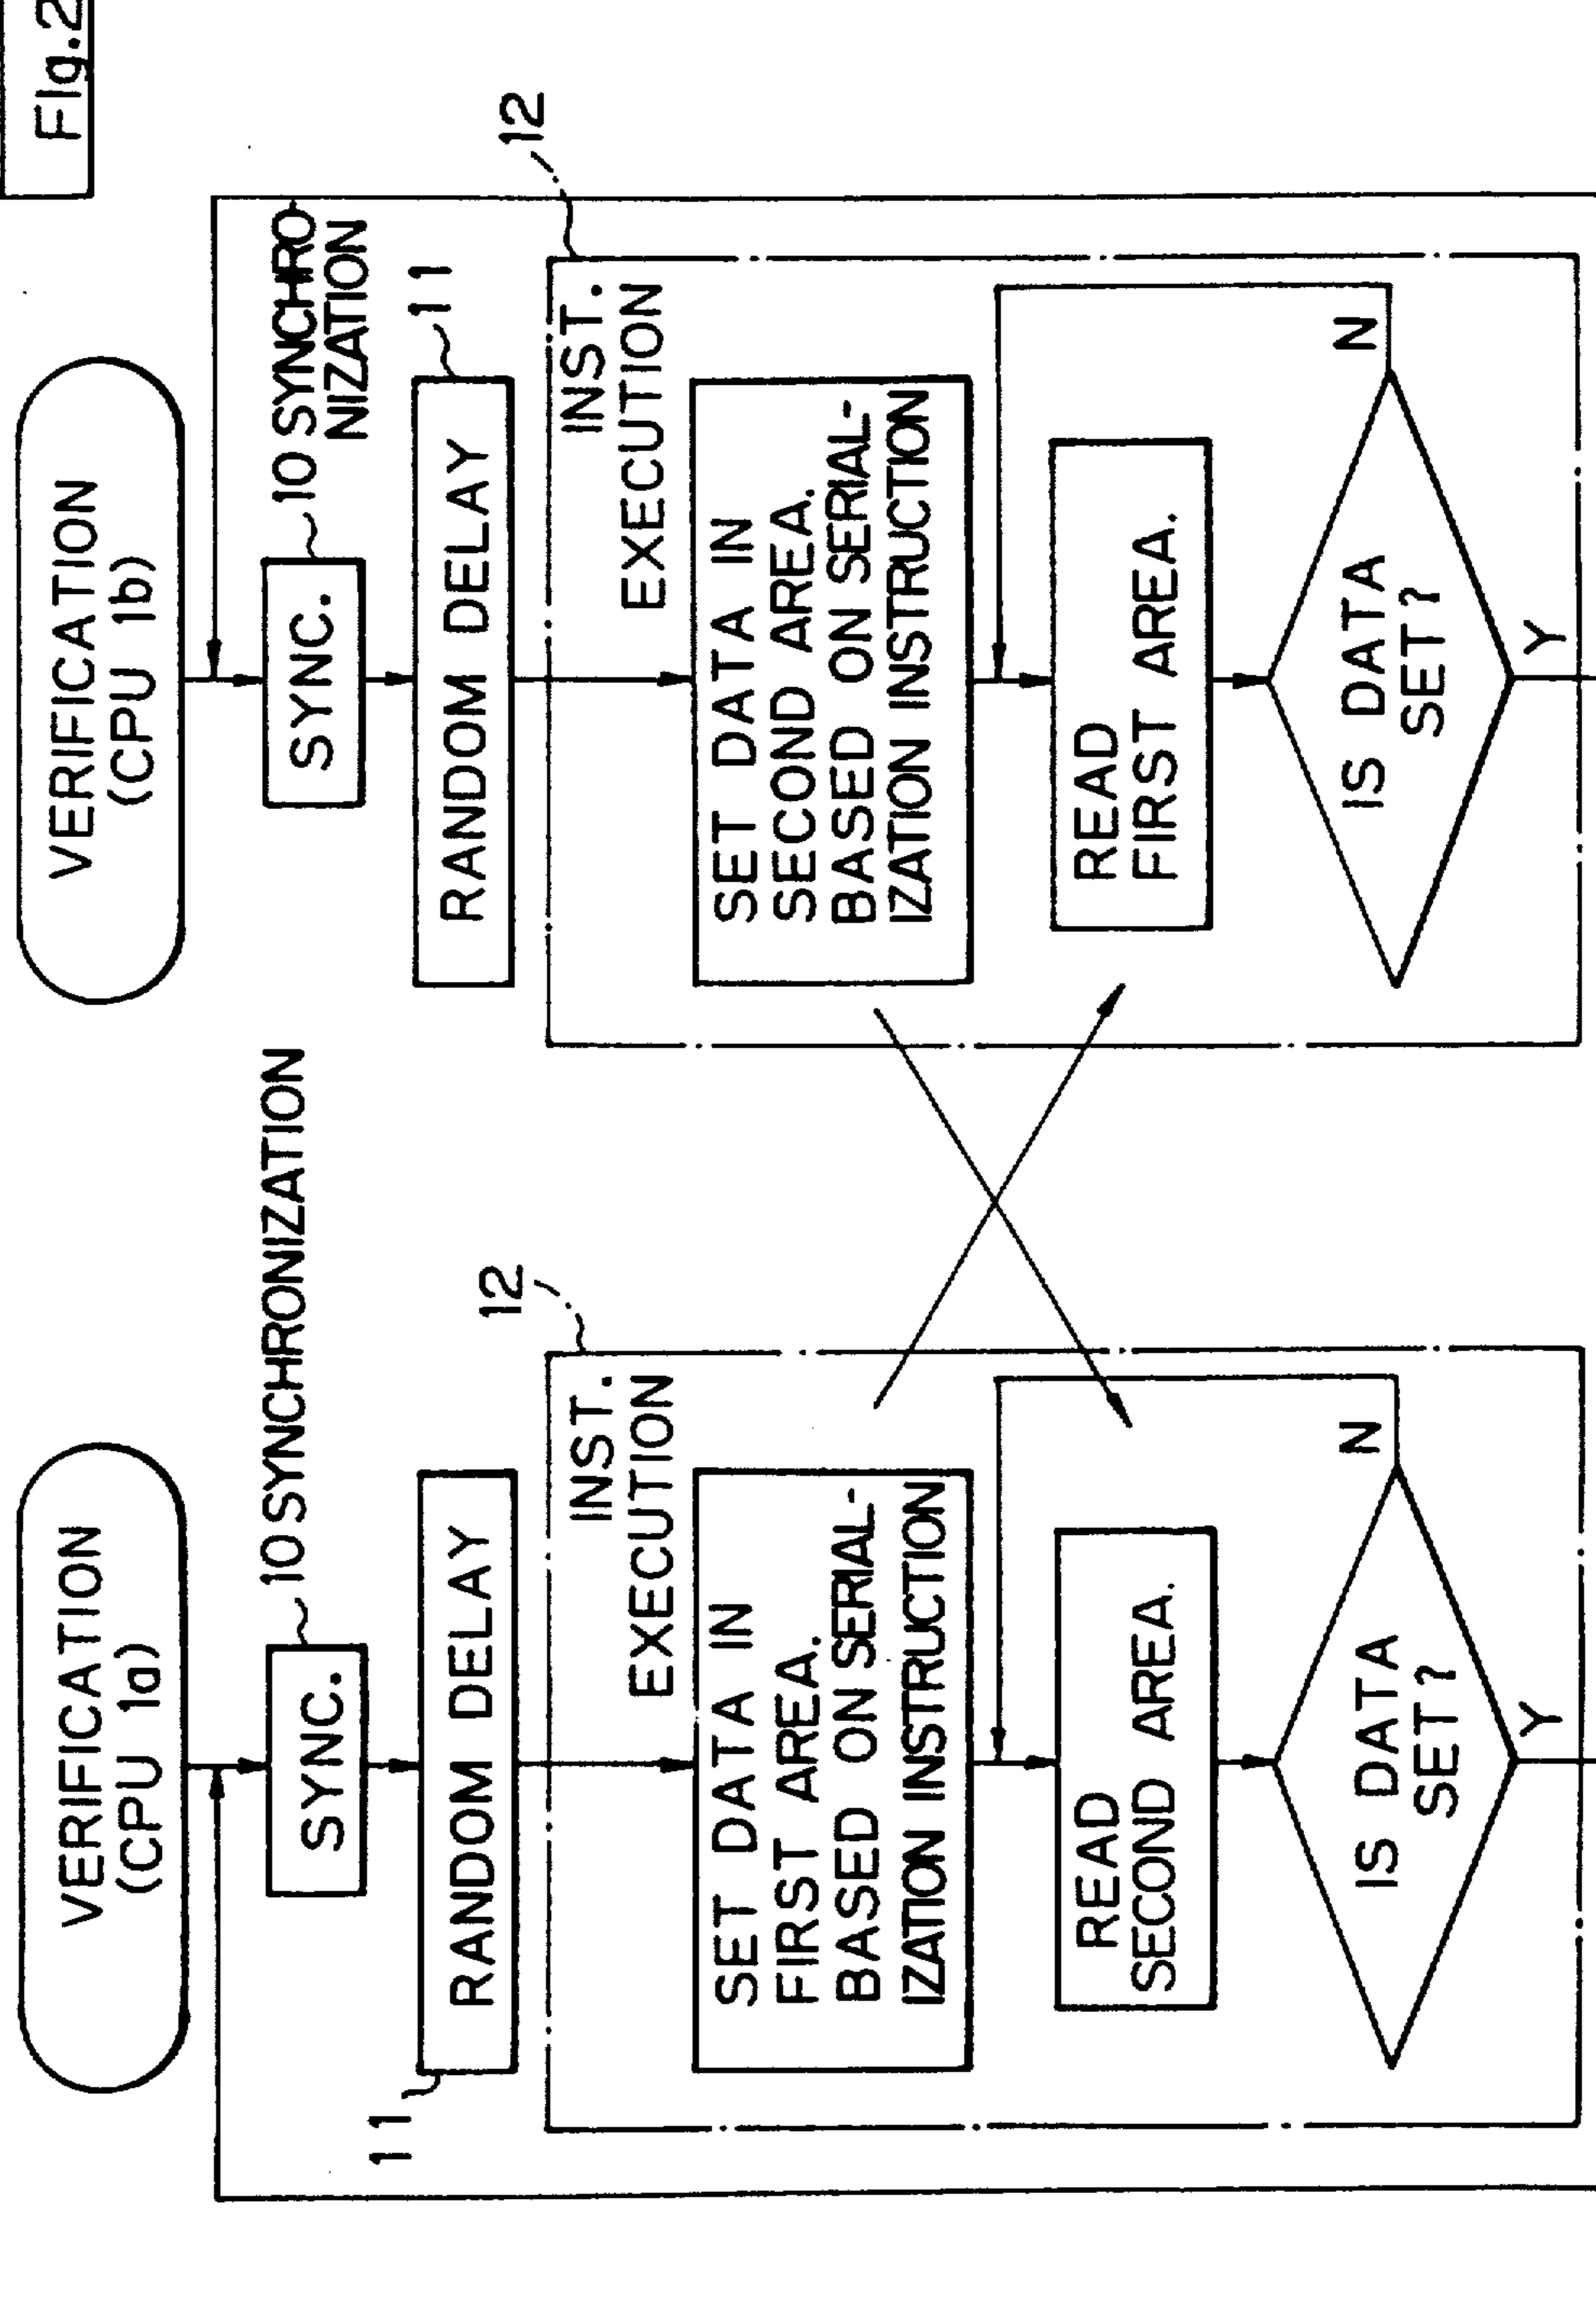 Fig.2
VERIFICATION
(CPU 1a)
10 SYNCHRONIZATION
SYNC.
11
RANDOM DELAY
12
INST.
EXECUTION
SET DATA IN
FIRST AREA.
BASED ON SERIAL-
IZATION INSTRUCTION
READ
SECOND AREA.
IS DATA
SET?
N
Y
VERIFICATION
(CPU 1b)
10 SYNCHRO-
NIZATION
SYNC.
11
RANDOM DELAY
12
INST.
EXECUTION
SET DATA IN
SECOND AREA.
BASED ON SERIAL-
IZATION INSTRUCTION
READ
FIRST AREA.
IS DATA
SET?
N
Y